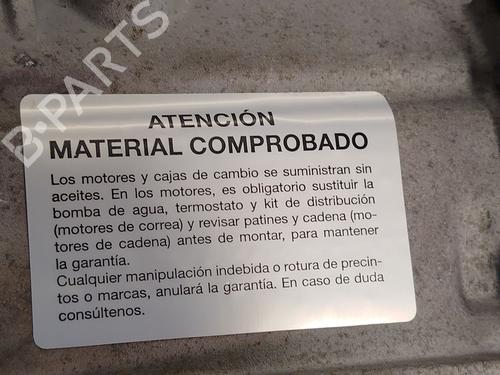 B-PARTS
B-PARTS
ATENCIÓN
MATERIAL COMPROBADO
Los motores y cajas de cambio se suministran sin
aceites. En los motores, es obligatorio sustituir la
bomba de agua, termostato y kit de distribución
(motores de correa) y revisar patines y cadena (mo-
tores de cadena) antes de montar, para mantener
la garantía.
Cualquier manipulación indebida o rotura de precin-
tos o marcas, anulará la garantía. En caso de duda
consúltenos.